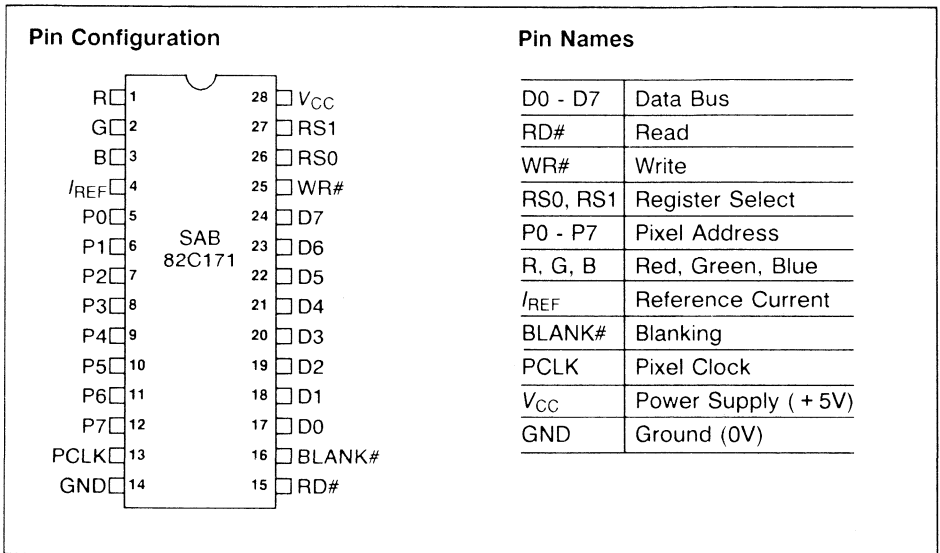 Pin Configuration
R 1 28 VCC
G 2 27 RS1
B 3 26 RS0
IREF 4 25 WR#
P0 5 24 D7
P1 6 23 D6
P2 7 22 D5
P3 8 21 D4
P4 9 20 D3
P5 10 19 D2
P6 11 18 D1
P7 12 17 D0
PCLK 13 16 BLANK#
GND 14 15 RD#
SAB
82C171
Pin Names
D0 - D7 Data Bus
RD# Read
WR# Write
RS0, RS1 Register Select
P0 - P7 Pixel Address
R, G, B Red, Green, Blue
IREF Reference Current
BLANK# Blanking
PCLK Pixel Clock
VCC Power Supply ( + 5V)
GND Ground (0V)